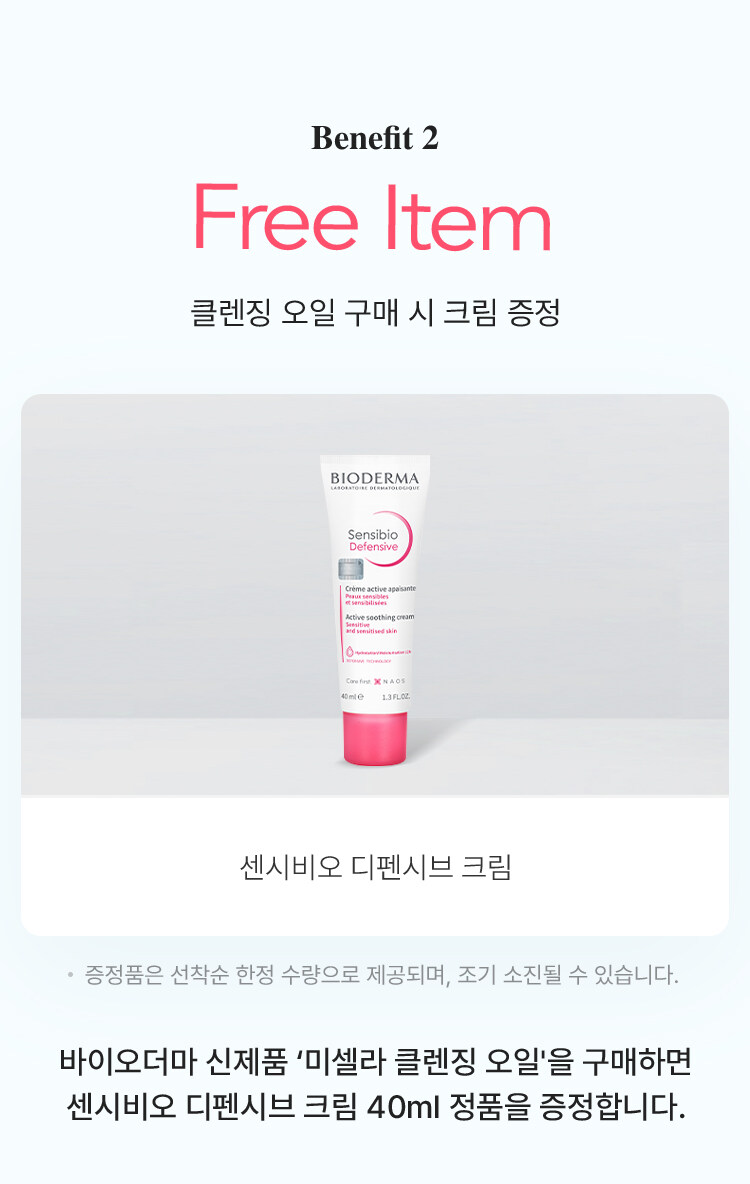 Benefit 2
Free Item
클렌징 오일 구매 시 크림 증정
BIODERMA
LABORATOIRE DERMATOLOGIQUE
Sensibio
Defensive
Crème active apaisante
Peaux sensibles
et sensibilisées
Active soothing cream
Sensitive
and sensitised skin
Care first NAOS
40 ml ℮ 1.3 FL.OZ.
센시비오 디펜시브 크림
• 증정품은 선착순 한정 수량으로 제공되며, 조기 소진될 수 있습니다.
바이오더마 신제품 ‘미셀라 클렌징 오일'을 구매하면
센시비오 디펜시브 크림 40ml 정품을 증정합니다.